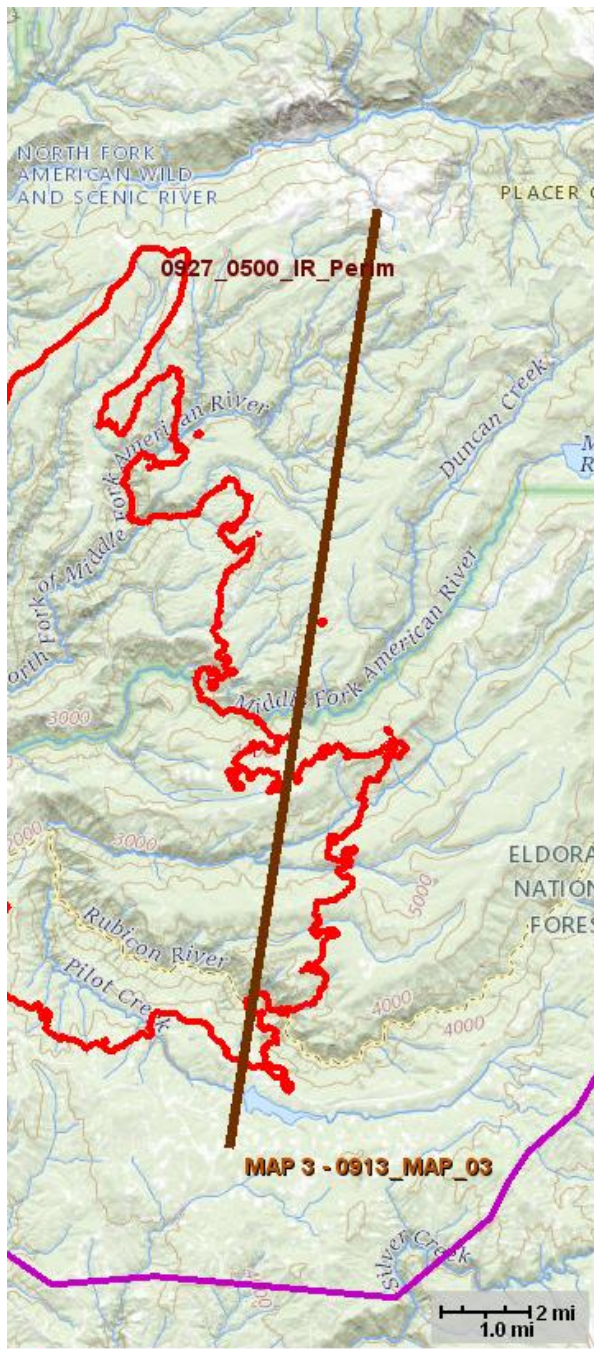 NORTH FORK
AMERICAN WILD
AND SCENIC RIVER
PLACER
0927_0500_IR_Perim
Duncan Creek
North Fork of Middle Fork American River
Middle Fork American River
3000
3000
2000
ELDORA
NATION
FORES
5000
Rubicon River
Pilot Creek
4000
4000
MAP 3 - 0913_MAP_03
Silver Creek
2 mi
1.0 mi